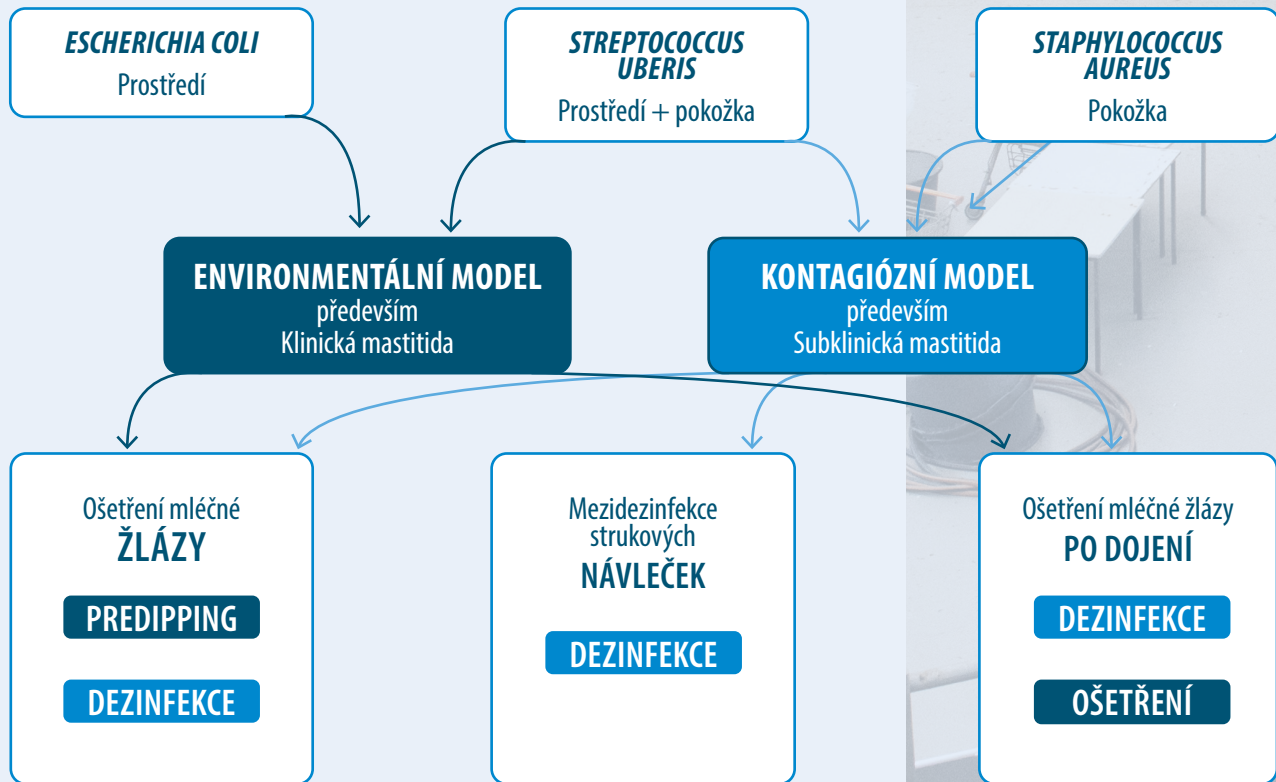 ESCHERICHIA COLI
Prostředí
STREPTOCOCCUS
UBERIS
Prostředí + pokožka
STAPHYLOCOCCUS
AUREUS
Pokožka
ENVIRONMENTÁLNÍ MODEL
především
Klinická mastitida
KONTAGIÓZNÍ MODEL
především
Subklinická mastitida
Ošetření mléčné
ŽLÁZY
PREDIPPING
DEZINFEKCE
Mezidezinfekce
strukových
NÁVLEČEK
DEZINFEKCE
Ošetření mléčné žlázy
PO DOJENÍ
DEZINFEKCE
OŠETŘENÍ